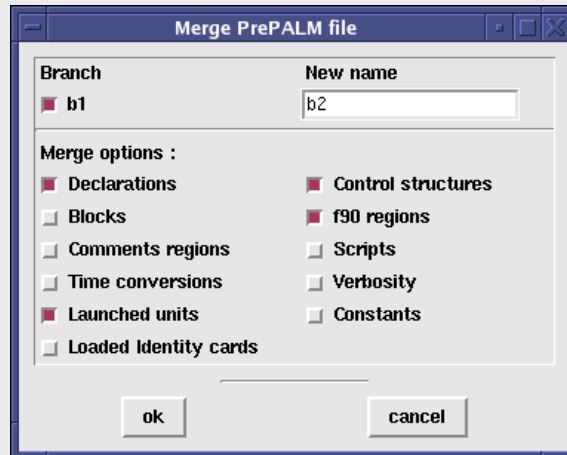 Merge PrePALM file
Branch New name
b1 b2
Merge options :
Declarations Control structures
Blocks f90 regions
Comments regions Scripts
Time conversions Verbosity
Launched units Constants
Loaded Identity cards
ok cancel